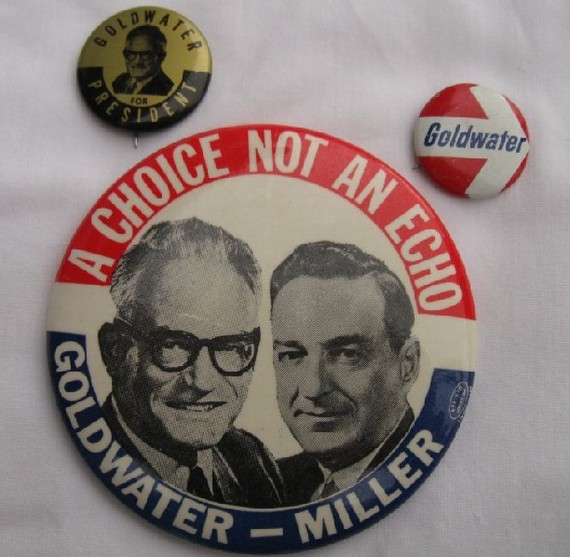 GOLDWATER
FOR
PRESIDENT
Goldwater
A CHOICE NOT AN ECHO
GOLDWATER – MILLER